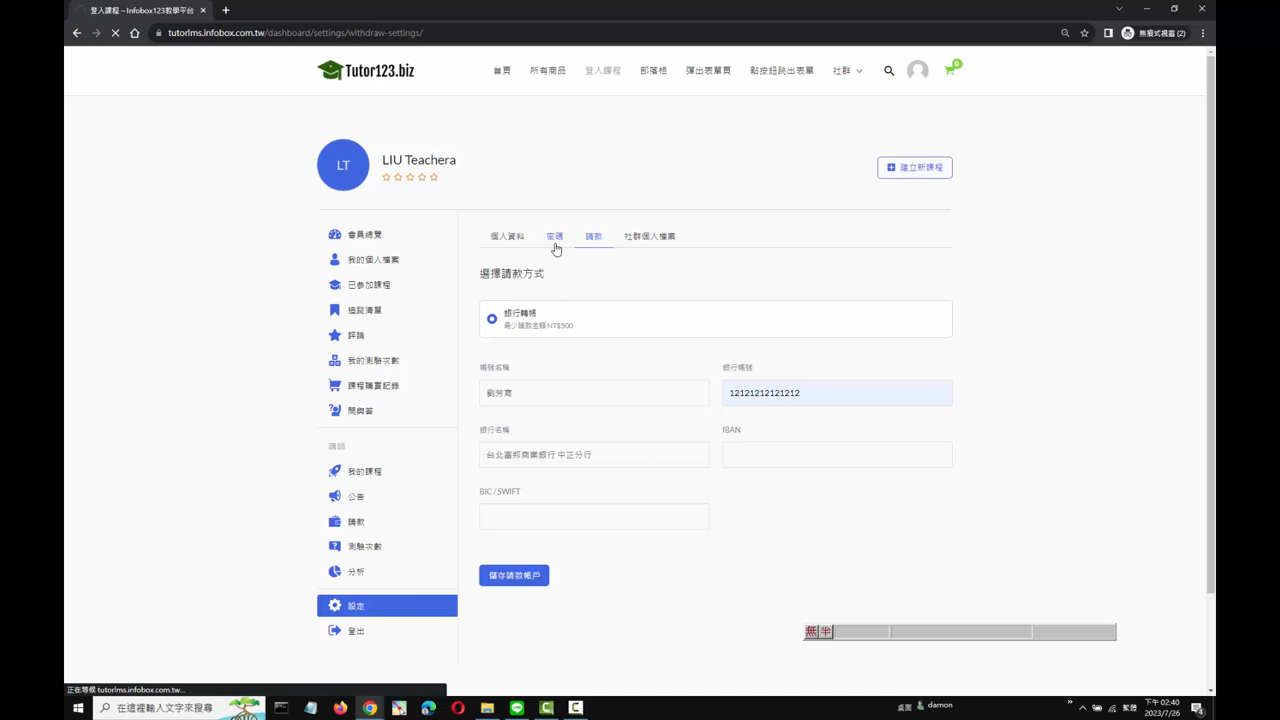 登入課程 – Infobox123教學平台
tutorlms.infobox.com.tw/dashboard/settings/withdraw-settings/
無痕式視窗 (2)
Tutor123.biz
首頁
所有商品
登入課程
部落格
彈出表單頁
點按鈕跳出表單
社群
0
LT
LIU Teachera
建立新課程
會員總覽
我的個人檔案
已參加課程
追蹤清單
評論
我的測驗次數
課程購買記錄
問與答
講師
我的課程
公告
請款
測驗次數
分析
設定
登出
個人資料
密碼
請款
社群個人檔案
選擇請款方式
銀行轉帳
最少請款金額 NT$500
帳號名稱
銀行帳號
12121212121212
銀行名稱
IBAN
台北富邦商業銀行 中正分行
BIC / SWIFT
儲存請款帳戶
無 半
正在等候 tutorlms.infobox.com.tw...
在這裡輸入文字來搜尋
桌面
damon
繁體
下午 02:40
2023/7/26
4